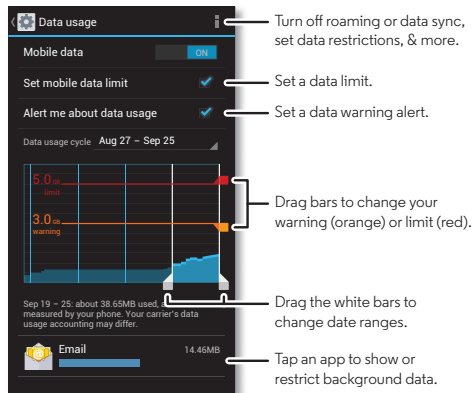 Data usage
Turn off roaming or data sync,
set data restrictions, & more.
Mobile data
ON
Set mobile data limit
Set a data limit.
Alert me about data usage
Set a data warning alert.
Data usage cycle Aug 27 – Sep 25
5.0 GB
limit
3.0 GB
warning
Drag bars to change your
warning (orange) or limit (red).
Sep 19 – 25: about 38.65MB used,
measured by your phone. Your carrier's data
usage accounting may differ.
Drag the white bars to
change date ranges.
Email
14.46MB
Tap an app to show or
restrict background data.